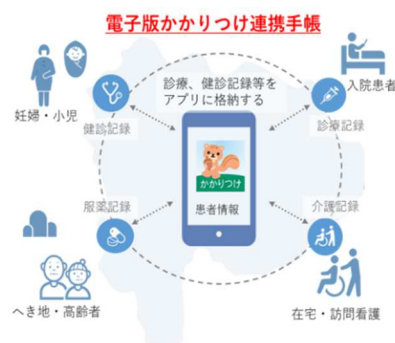 電子版かかりつけ連携手帳
診療、健診記録等を
アプリに格納する
妊婦・小児
健診記録
入院患者
診療記録
かかりつけ
患者情報
服薬記録
介護記録
へき地・高齢者
在宅・訪問看護